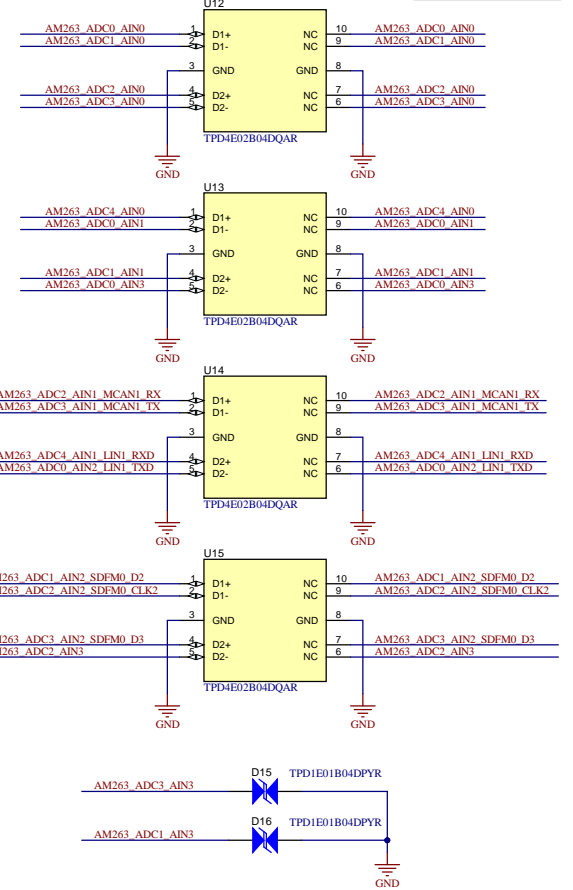 U12
AM263_ADC0_AIN0 1 D1+ NC 10 AM263_ADC0_AIN0
AM263_ADC1_AIN0 2 D1- NC 9 AM263_ADC1_AIN0
3 GND GND 8
AM263_ADC2_AIN0 4 D2+ NC 7 AM263_ADC2_AIN0
AM263_ADC3_AIN0 5 D2- NC 6 AM263_ADC3_AIN0
TPD4E02B04DQAR
GND GND
U13
AM263_ADC4_AIN0 1 D1+ NC 10 AM263_ADC4_AIN0
AM263_ADC0_AIN1 2 D1- NC 9 AM263_ADC0_AIN1
3 GND GND 8
AM263_ADC1_AIN1 4 D2+ NC 7 AM263_ADC1_AIN1
AM263_ADC0_AIN3 5 D2- NC 6 AM263_ADC0_AIN3
TPD4E02B04DQAR
GND GND
U14
AM263_ADC2_AIN1_MCAN1_RX 1 D1+ NC 10 AM263_ADC2_AIN1_MCAN1_RX
AM263_ADC3_AIN1_MCAN1_TX 2 D1- NC 9 AM263_ADC3_AIN1_MCAN1_TX
3 GND GND 8
AM263_ADC4_AIN1_LIN1_RXD 4 D2+ NC 7 AM263_ADC4_AIN1_LIN1_RXD
AM263_ADC0_AIN2_LIN1_TXD 5 D2- NC 6 AM263_ADC0_AIN2_LIN1_TXD
TPD4E02B04DQAR
GND GND
U15
M263_ADC1_AIN2_SDFM0_D2 1 D1+ NC 10 AM263_ADC1_AIN2_SDFM0_D2
M263_ADC2_AIN2_SDFM0_CLK2 2 D1- NC 9 AM263_ADC2_AIN2_SDFM0_CLK2
3 GND GND 8
M263_ADC3_AIN2_SDFM0_D3 4 D2+ NC 7 AM263_ADC3_AIN2_SDFM0_D3
M263_ADC2_AIN3 5 D2- NC 6 AM263_ADC2_AIN3
TPD4E02B04DQAR
GND GND
D15 TPD1E01B04DPYR
AM263_ADC3_AIN3
D16 TPD1E01B04DPYR
AM263_ADC1_AIN3
GND